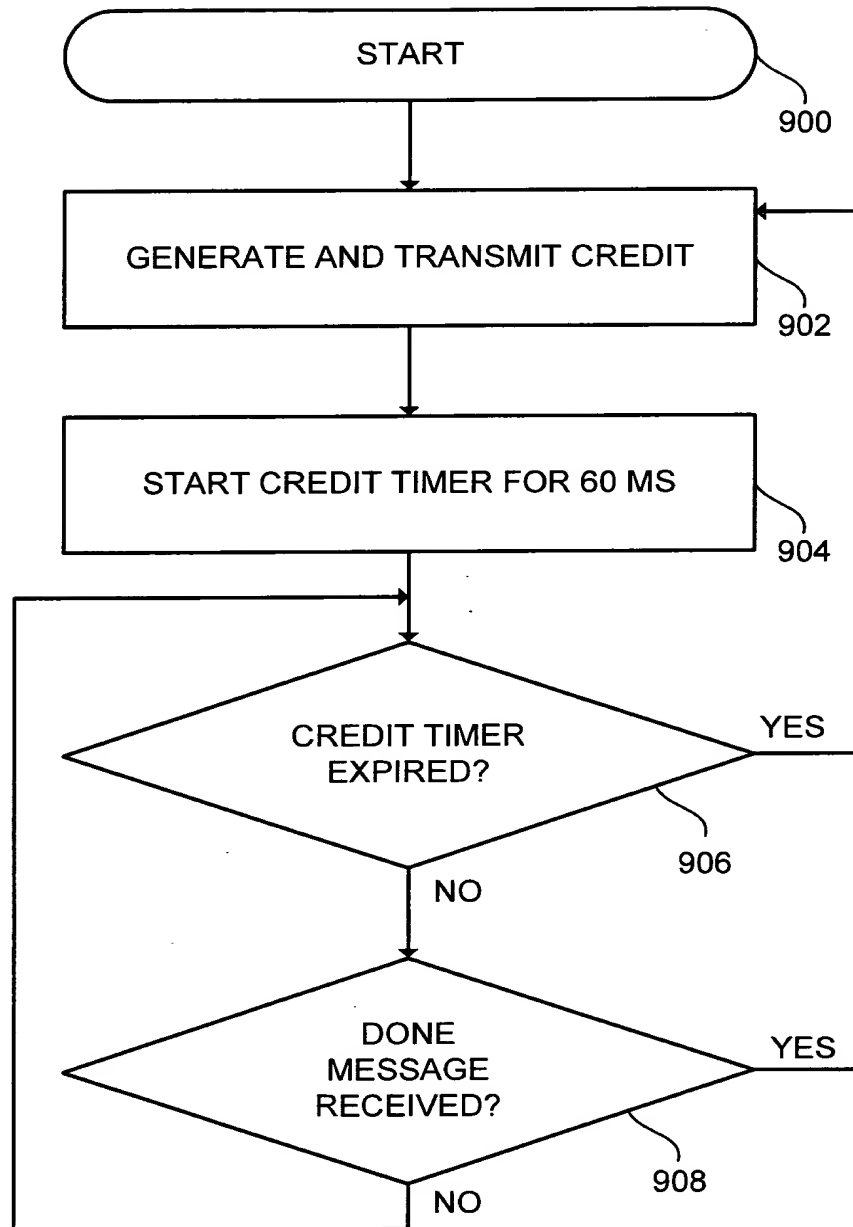 START
900
GENERATE AND TRANSMIT CREDIT
902
START CREDIT TIMER FOR 60 MS
904
CREDIT TIMER
EXPIRED?
YES
906
NO
DONE
MESSAGE
RECEIVED?
YES
908
NO